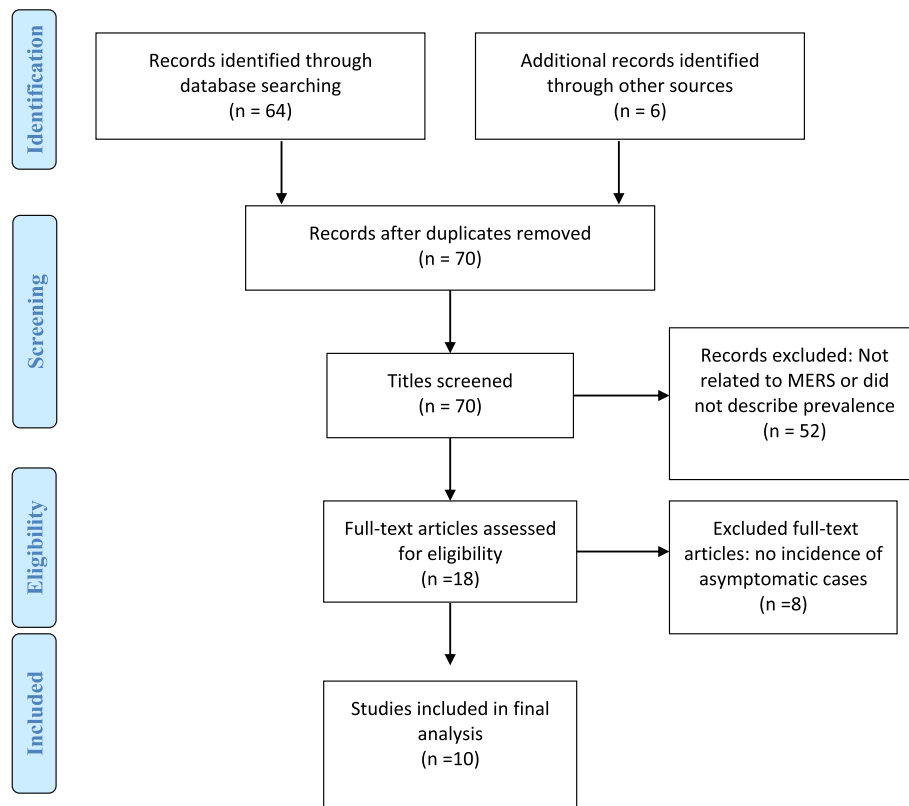 Identification
Records identified through
database searching
(n = 64)
Additional records identified
through other sources
(n = 6)
Screening
Records after duplicates removed
(n = 70)
Titles screened
(n = 70)
Records excluded: Not
related to MERS or did
not describe prevalence
(n = 52)
Eligibility
Full-text articles assessed
for eligibility
(n =18)
Excluded full-text
articles: no incidence of
asymptomatic cases
(n =8)
Included
Studies included in final
analysis
(n =10)